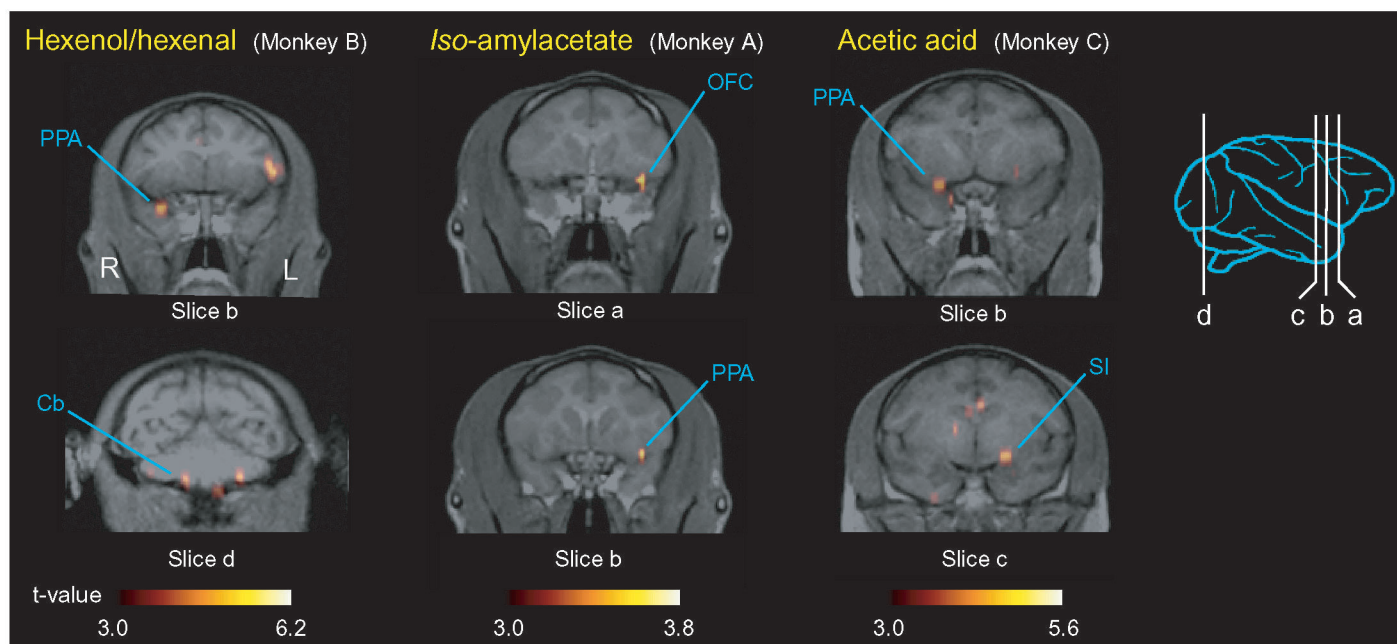 Hexenol/hexenal (Monkey B)
Iso-amylacetate (Monkey A)
Acetic acid (Monkey C)
PPA
OFC
PPA
R
L
Slice b
Slice a
Slice b
d
c
b
a
Cb
PPA
SI
Slice d
Slice b
Slice c
t-value
3.0
6.2
3.0
3.8
3.0
5.6